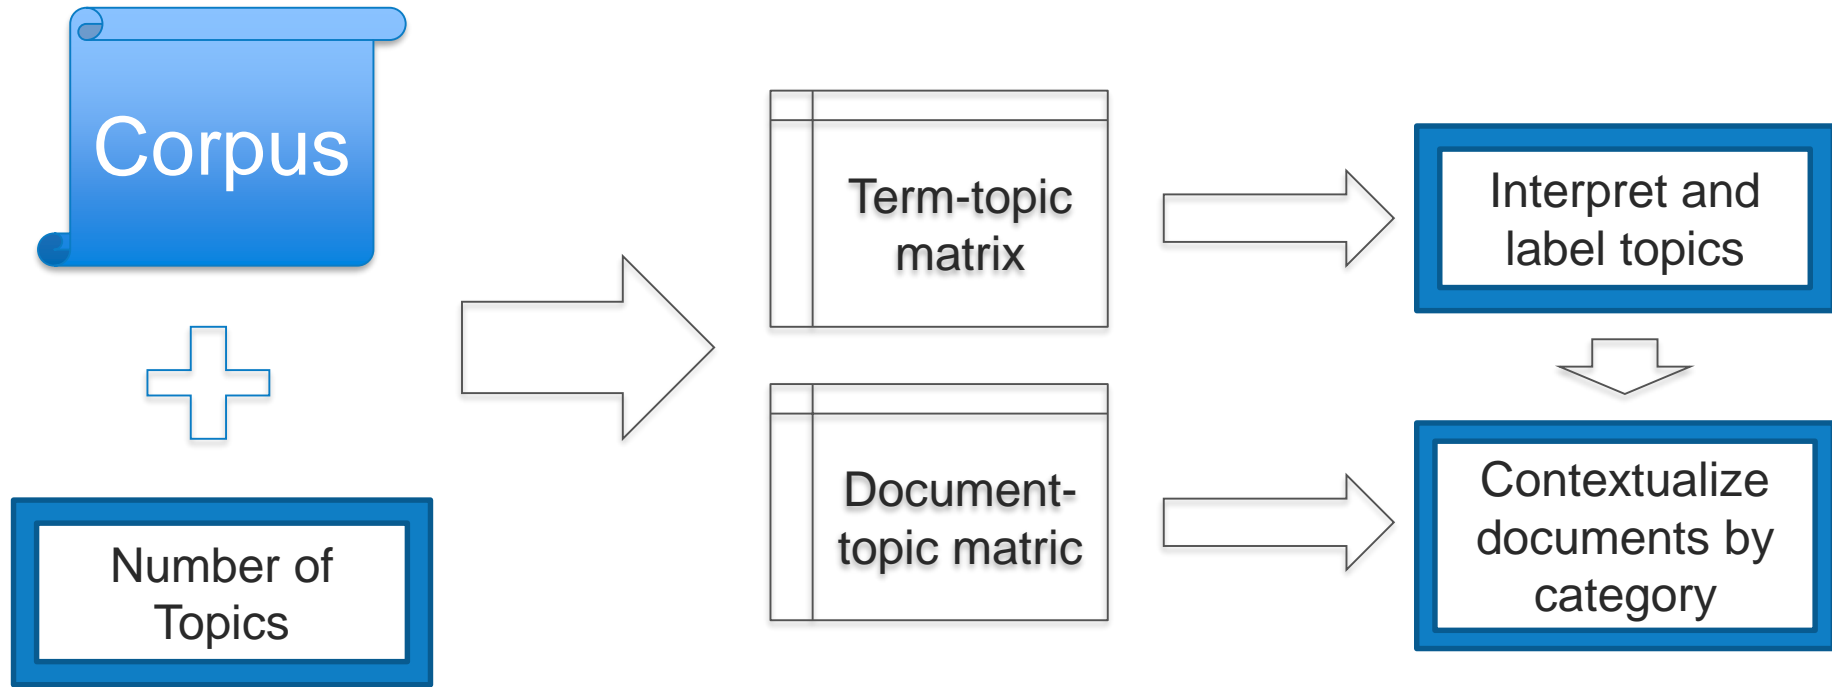 Corpus
Number of
Topics
Term-topic
matrix
Document-
topic matric
Interpret and
label topics
Contextualize
documents by
category